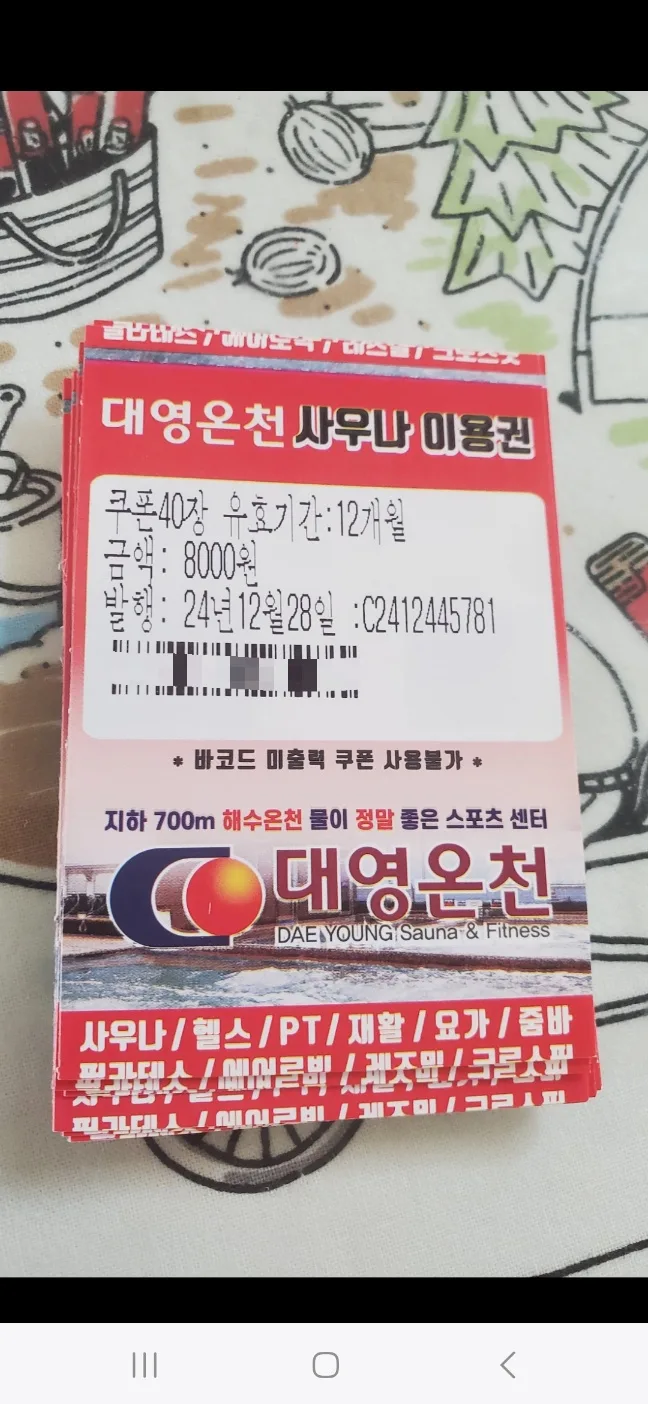 대영온천 사우나 이용권
쿠폰40장 유효기간:12개월
금액: 8000원
발행: 24년12월28일 :C2412445781
* 바코드 미출력 쿠폰 사용불가 *
지하 700m 해수온천 물이 정말 좋은 스포츠 센터
대영온천
DAE YOUNG Sauna & Fitness
사우나 / 헬스 / PT / 재활 / 요가 / 줌바